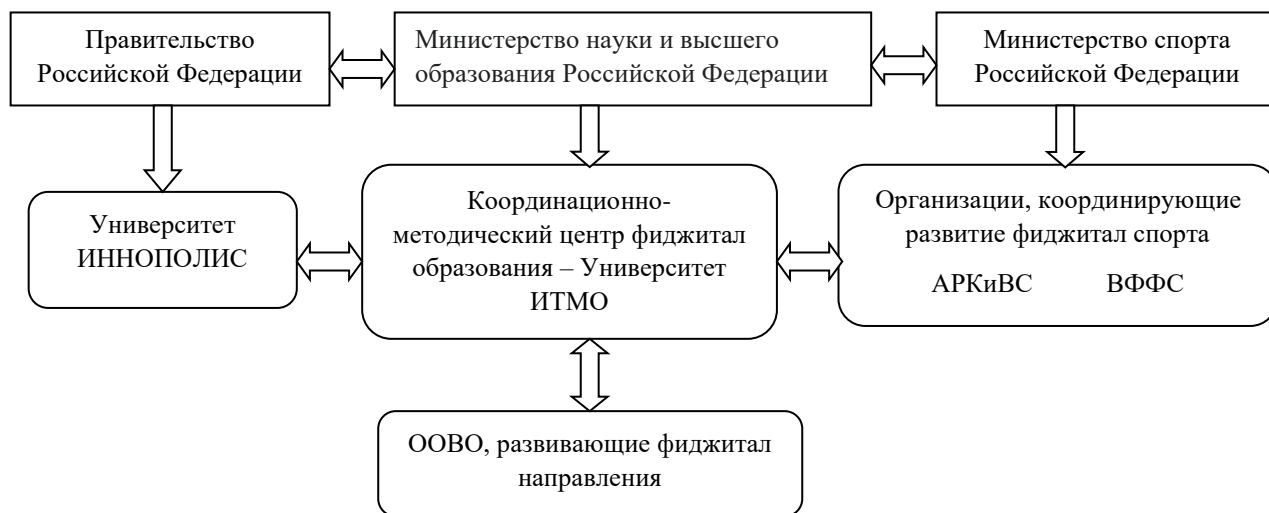 Правительство
Российской Федерации
Министерство науки и высшего
образования Российской Федерации
Министерство спорта
Российской Федерации
Университет
ИННОПОЛИС
Координационно-
методический центр фиджитал
образования – Университет
ИТМО
Организации, координирующие
развитие фиджитал спорта
АРКиВС ВФФС
ООВО, развивающие фиджитал
направления